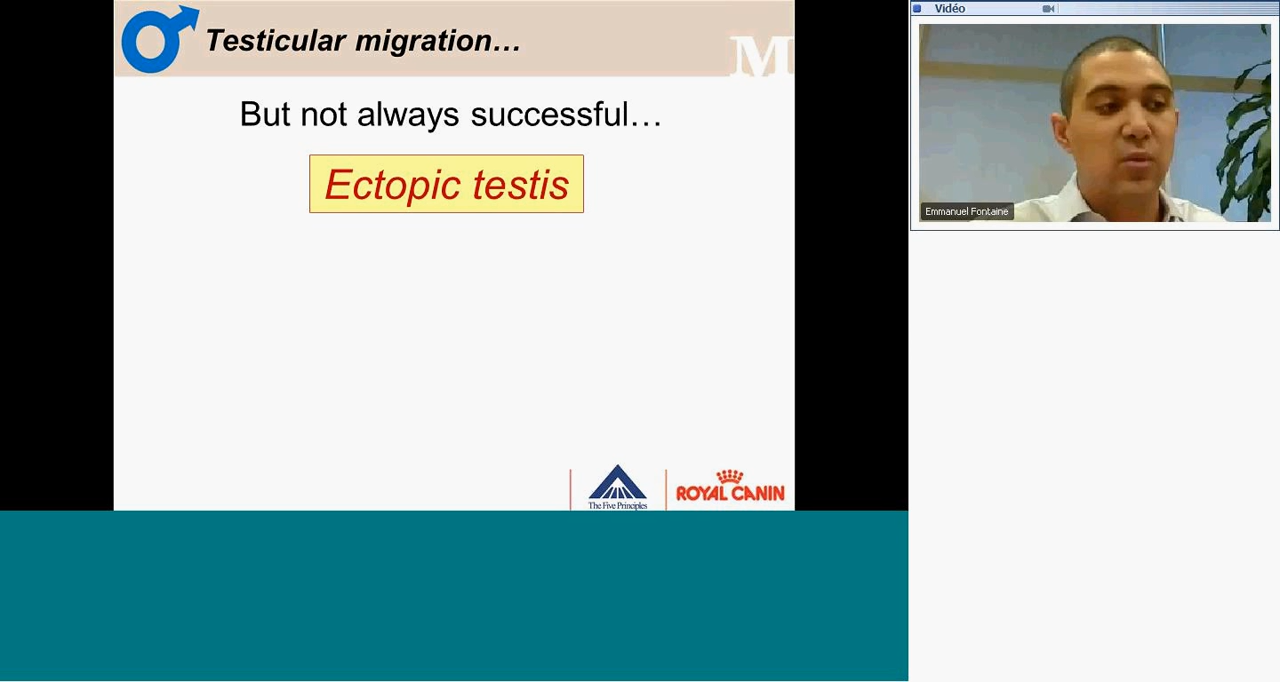 Testicular migration…
M
But not always successful…
Ectopic testis
The Five Principles
ROYAL CANIN
Vidéo
Emmanuel Fontaine